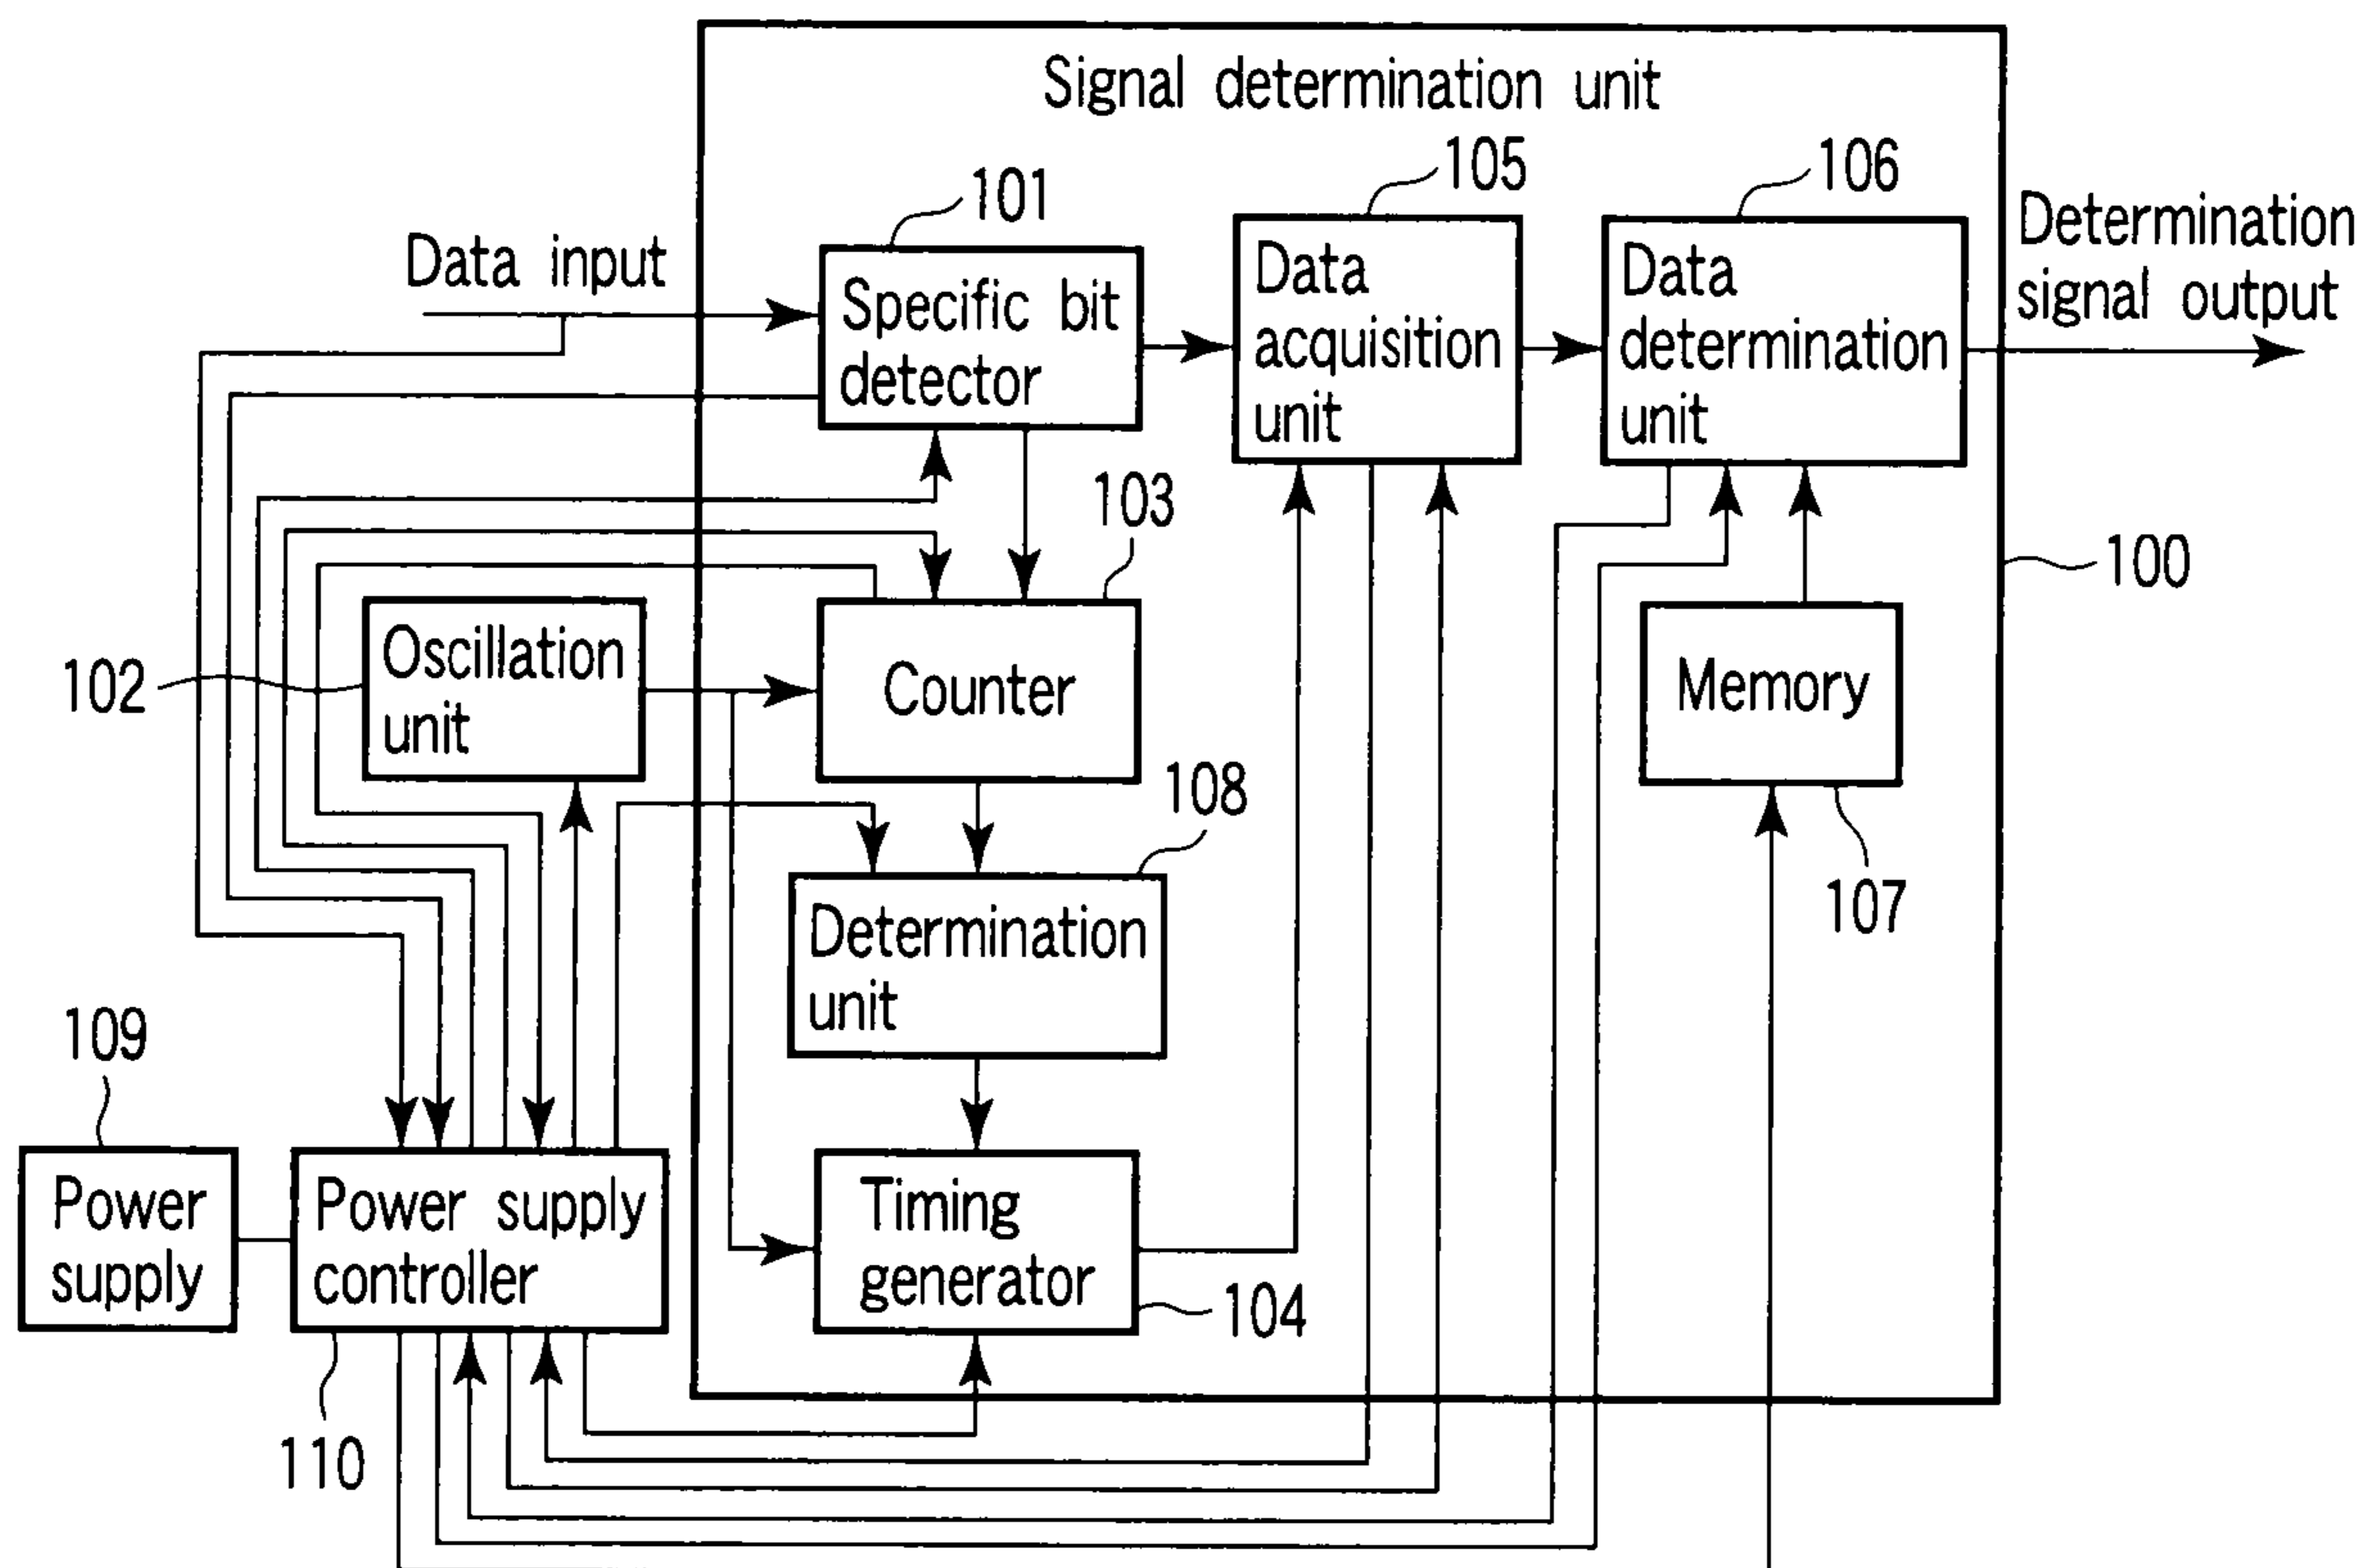 Signal determination unit
105
106
101
Determination
signal output
Data input
Specific bit
detector
Data
acquisition
unit
Data
determination
unit
103
100
102
Oscillation
unit
Counter
Memory
108
107
Determination
unit
109
Power
supply
Power supply
controller
Timing
generator
104
110